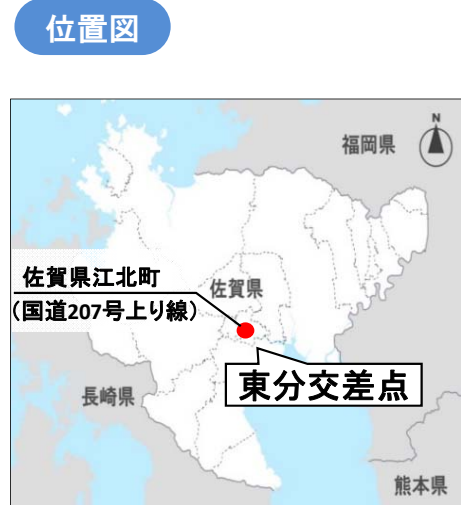 位置図
N
福岡県
佐賀県江北町
(国道207号上り線)
佐賀県
東分交差点
長崎県
熊本県